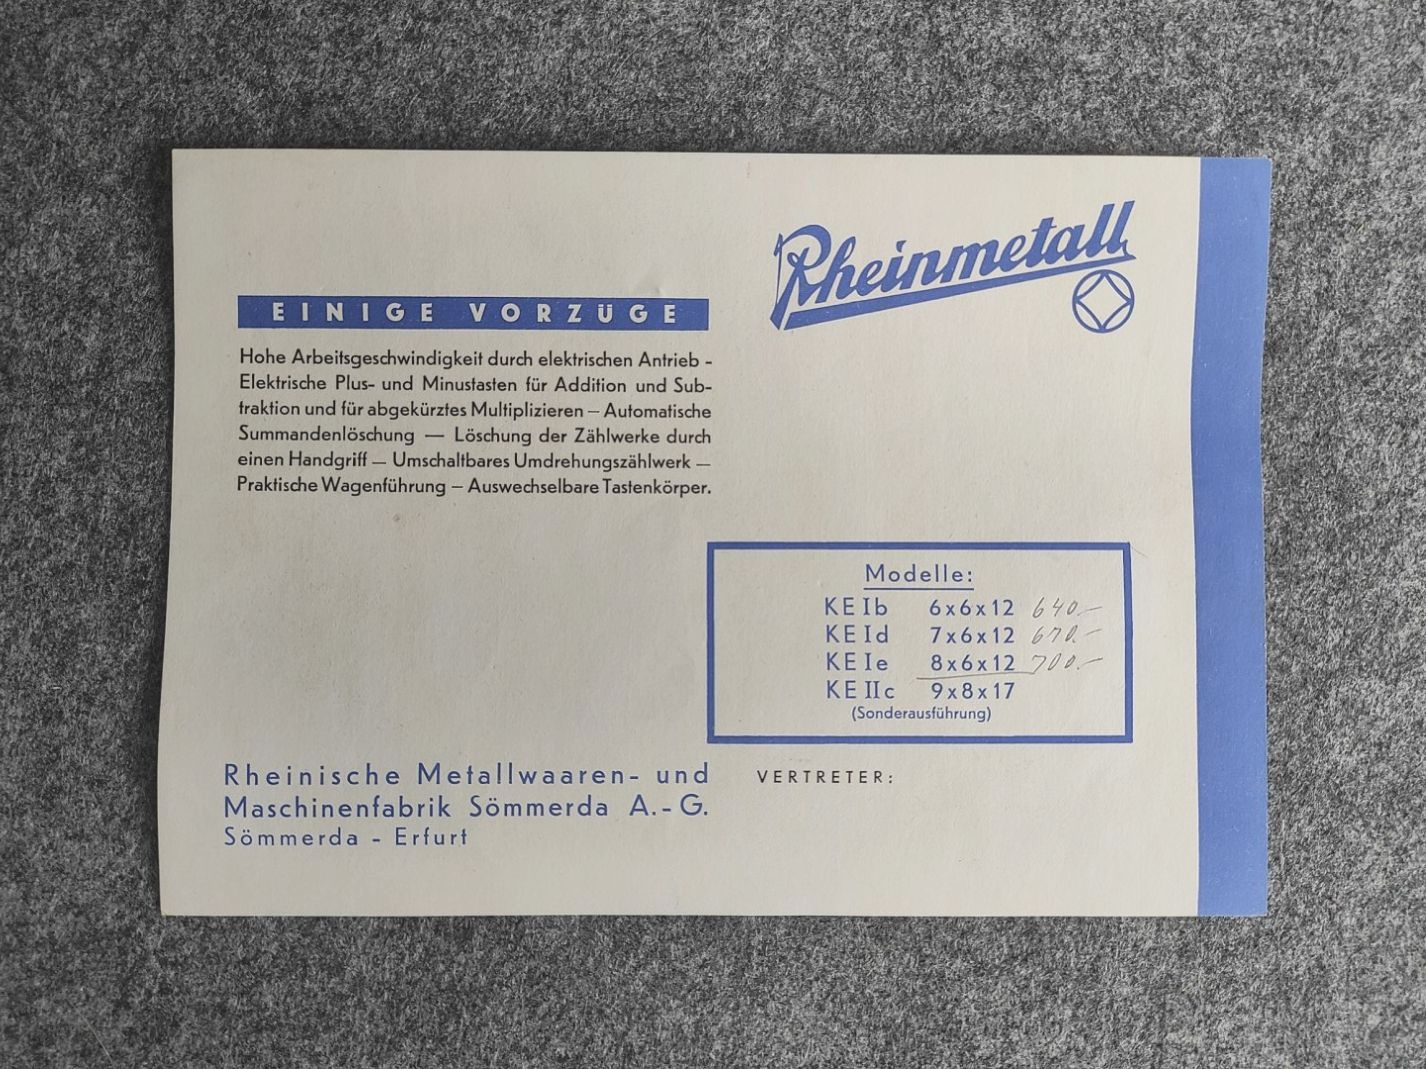 Rheinmetall
EINIGE VORZÜGE
Hohe Arbeitsgeschwindigkeit durch elektrischen Antrieb -
Elektrische Plus- und Minustasten für Addition und Sub-
traktion und für abgekürztes Multiplizieren — Automatische
Summandenlöschung — Löschung der Zählwerke durch
einen Handgriff — Umschaltbares Umdrehungszählwerk —
Praktische Wagenführung — Auswechselbare Tastenkörper.
Modelle:
KE Ib 6x6x12 640.-
KE Id 7x6x12 670.-
KE Ie 8x6x12 700.-
KE IIc 9x8x17
(Sonderausführung)
Rheinische Metallwaaren- und
Maschinenfabrik Sömmerda A.-G.
Sömmerda - Erfurt
VERTRETER: